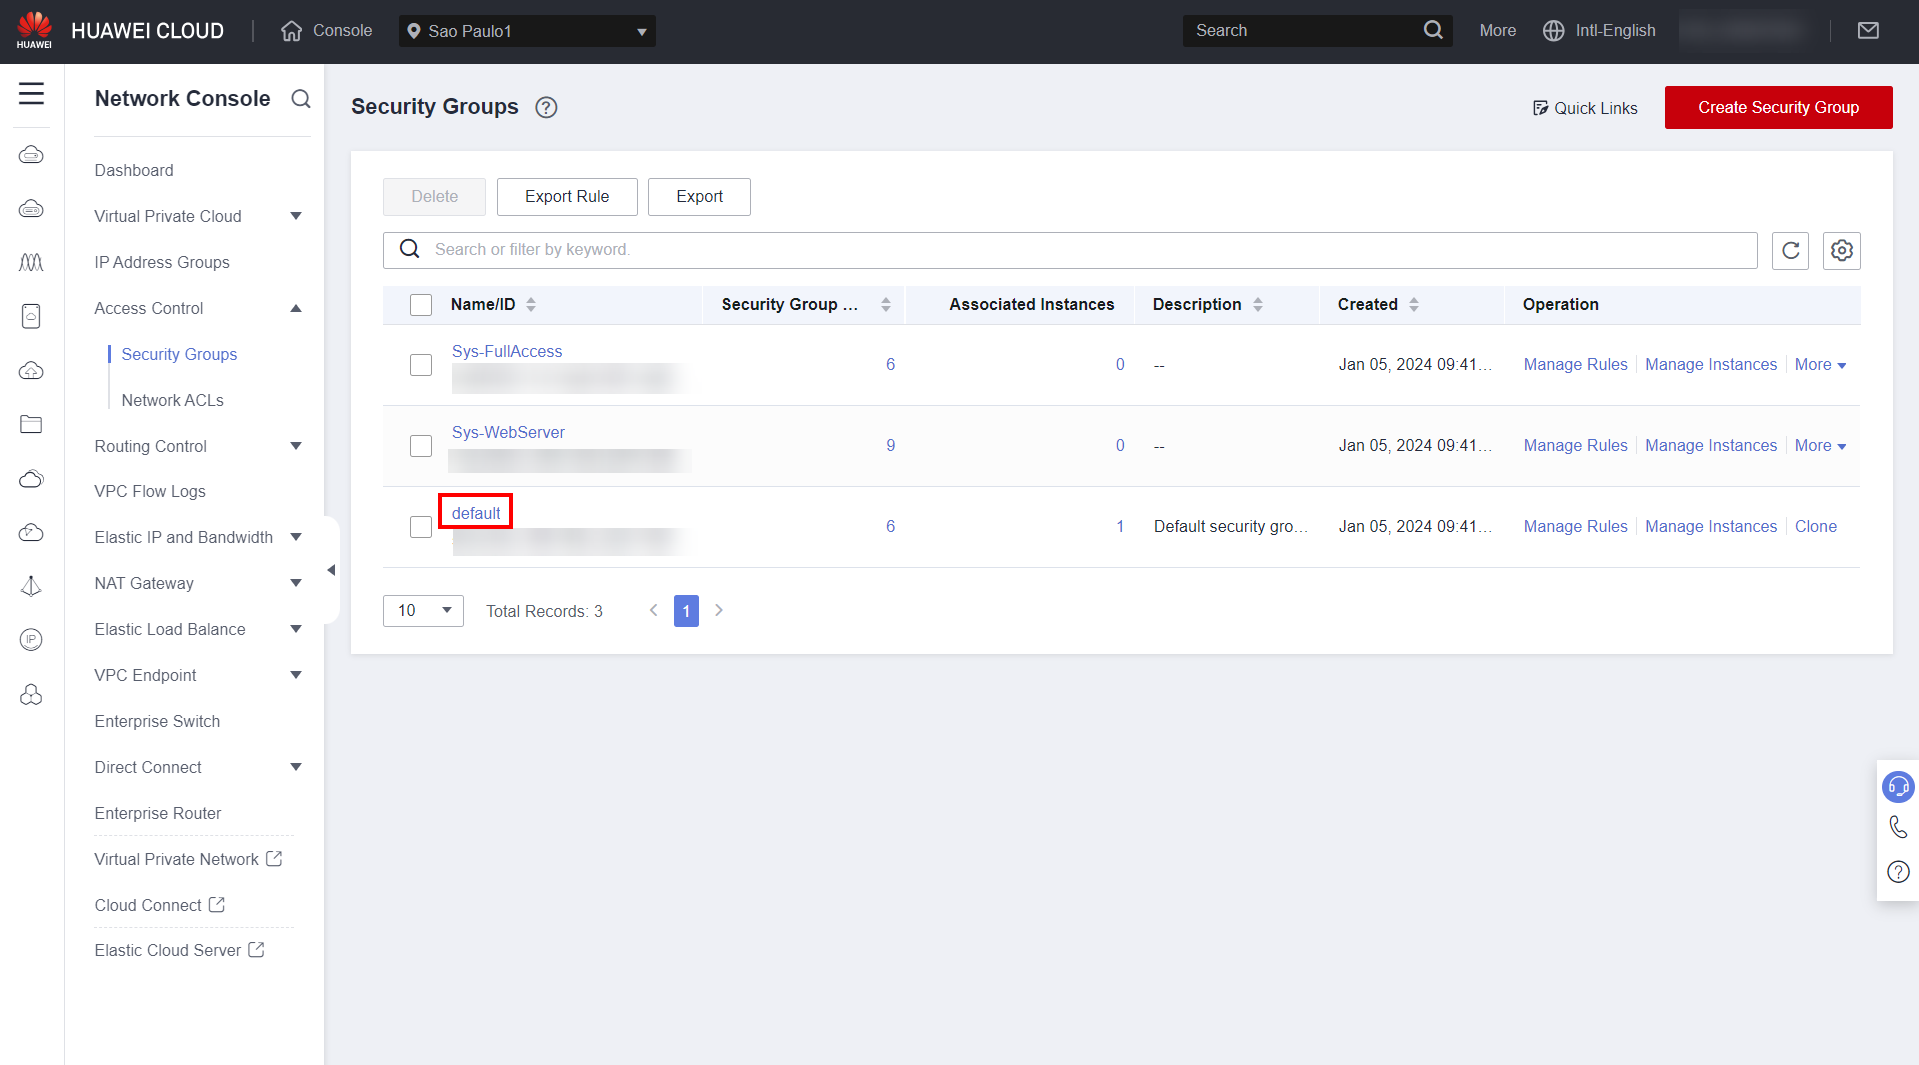 HUAWEI
HUAWEI CLOUD
Console
Sao Paulo1
Search
More
Intl-English
Network Console
Dashboard
Virtual Private Cloud
IP Address Groups
Access Control
Security Groups
Network ACLs
Routing Control
VPC Flow Logs
Elastic IP and Bandwidth
NAT Gateway
Elastic Load Balance
VPC Endpoint
Enterprise Switch
Direct Connect
Enterprise Router
Virtual Private Network
Cloud Connect
Elastic Cloud Server
IP
Security Groups ?
Quick Links
Create Security Group
Delete Export Rule Export
Search or filter by keyword.
Name/ID Security Group ... Associated Instances Description Created Operation
Sys-FullAccess
6 0 -- Jan 05, 2024 09:41... Manage Rules Manage Instances More
Sys-WebServer
9 0 -- Jan 05, 2024 09:41... Manage Rules Manage Instances More
default
6 1 Default security gro... Jan 05, 2024 09:41... Manage Rules Manage Instances Clone
10 Total Records: 3 < 1 >
?